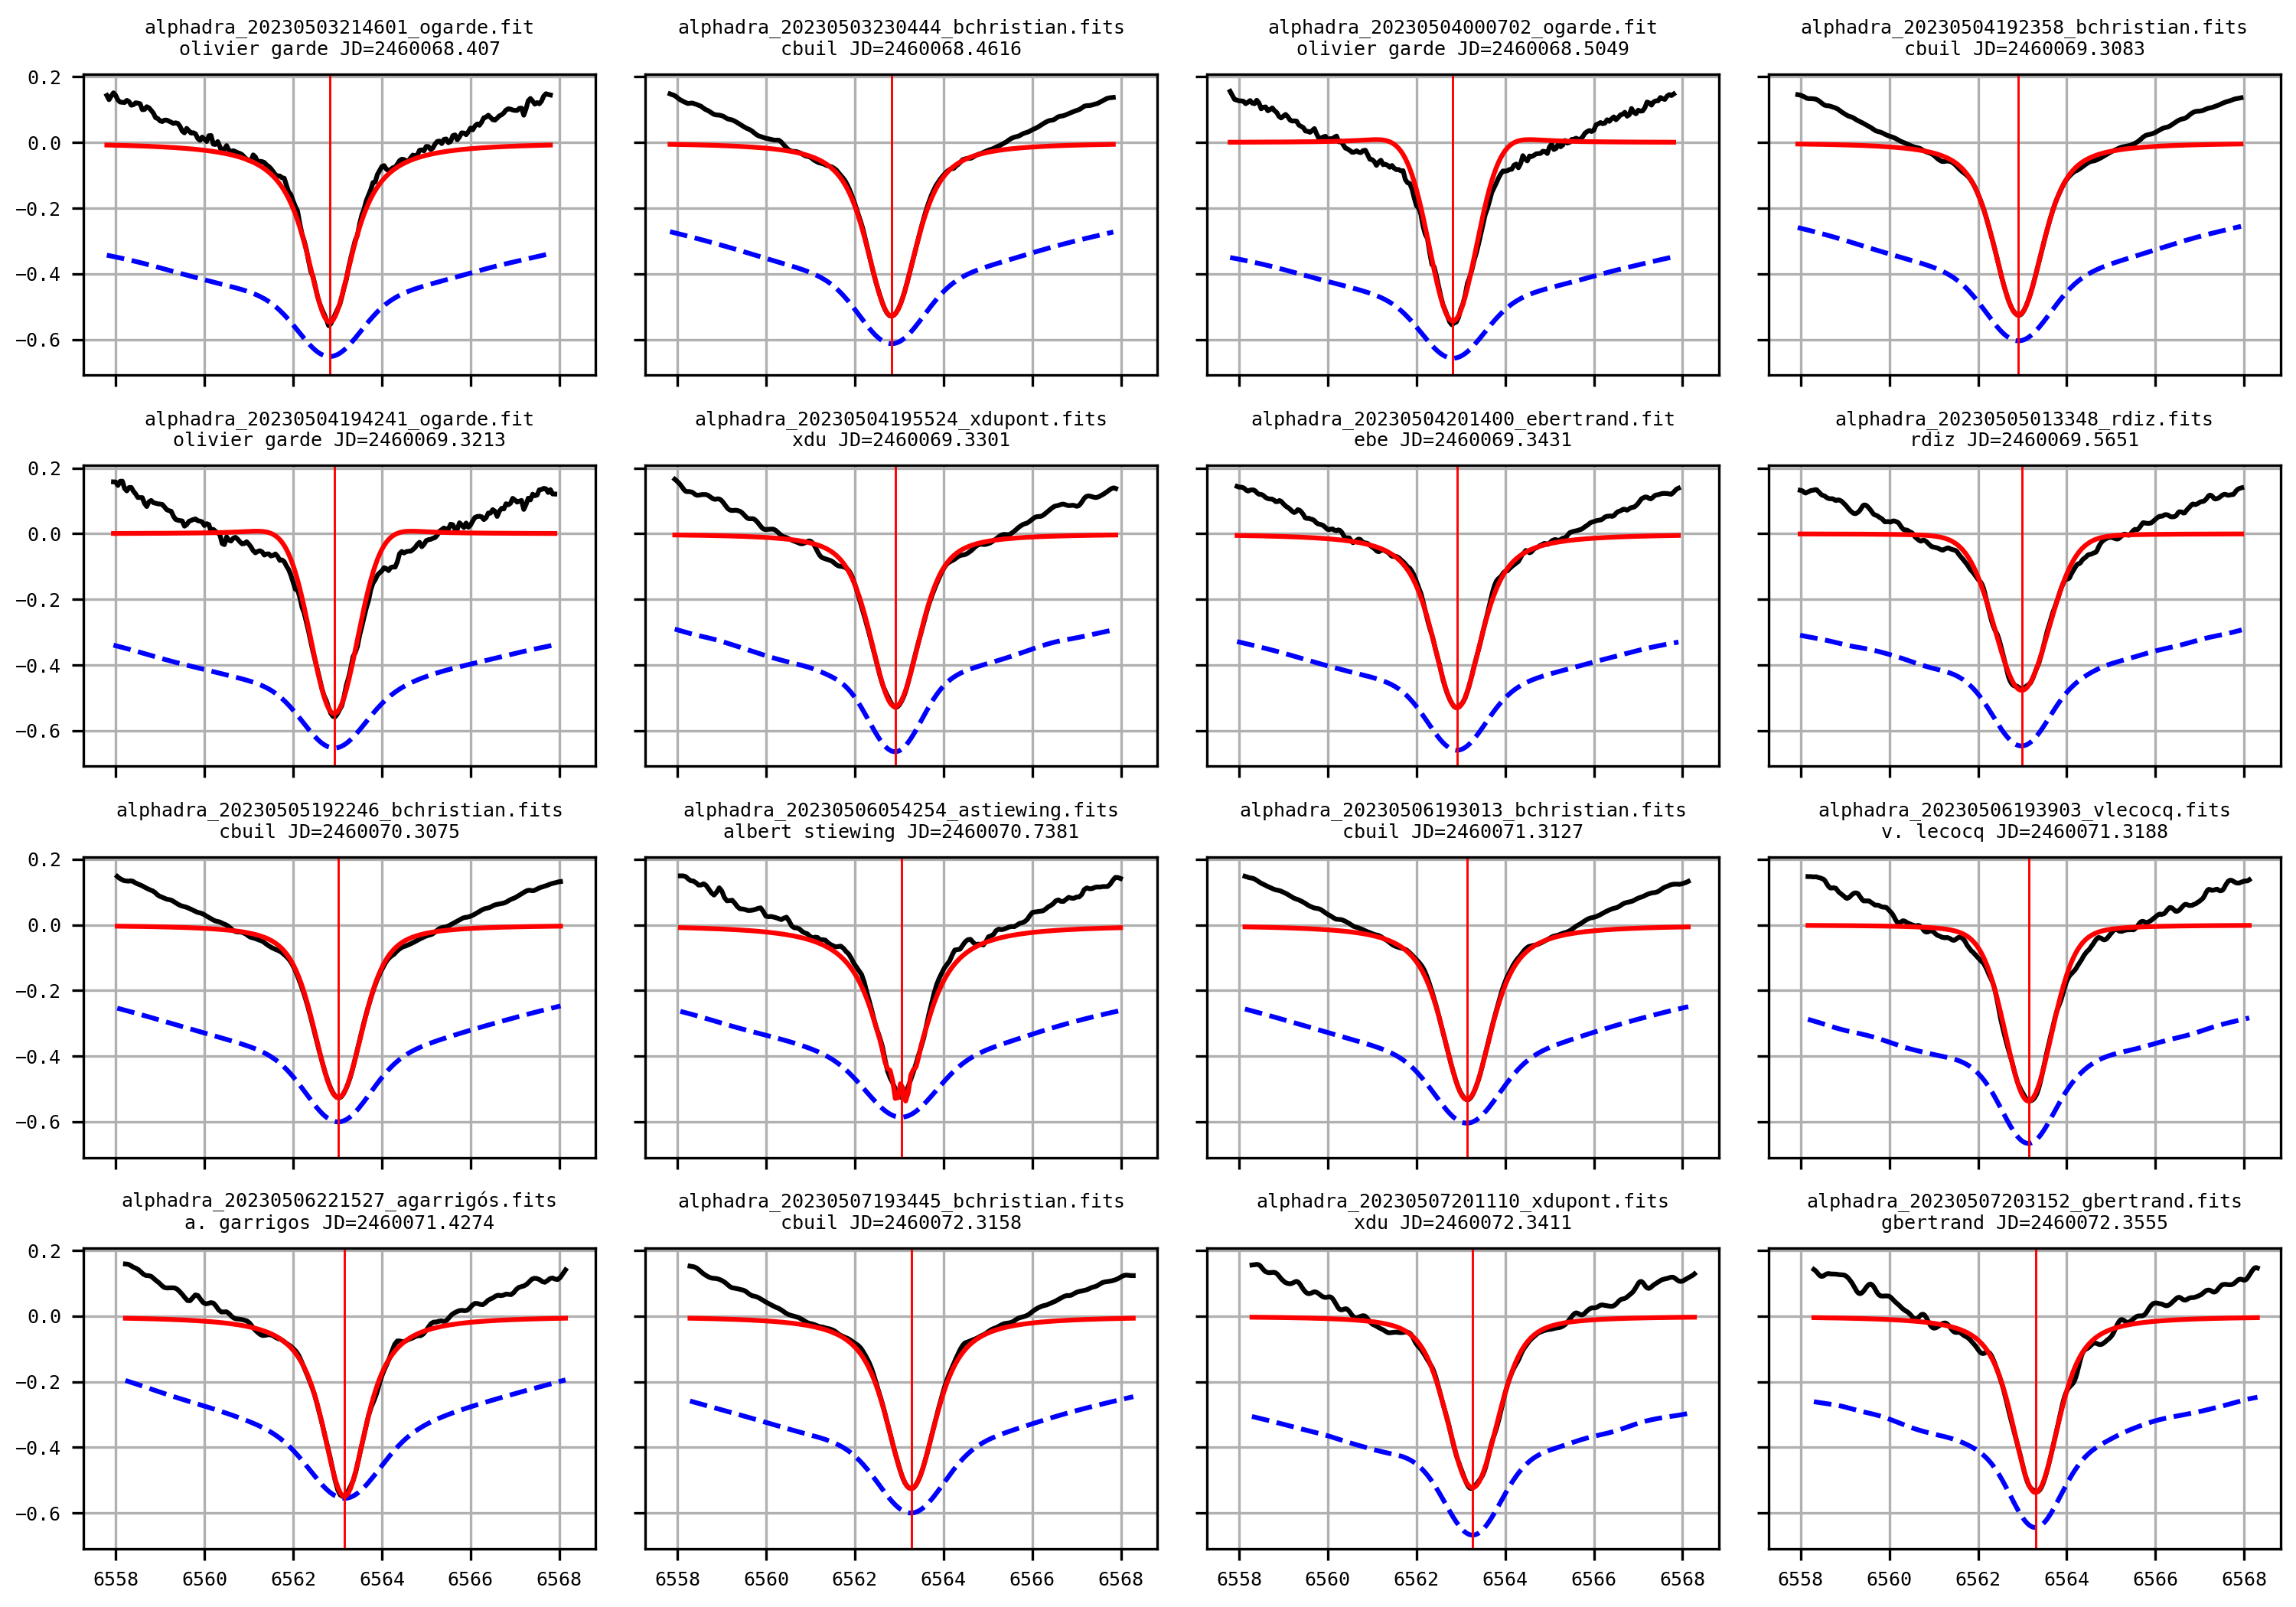 alphadra_20230503214601_ogarde.fit
olivier garde JD=2460068.407
alphadra_20230503230444_bchristian.fits
cbuil JD=2460068.4616
alphadra_20230504000702_ogarde.fit
olivier garde JD=2460068.5049
alphadra_20230504192358_bchristian.fits
cbuil JD=2460069.3083
0.2
0.0
−0.2
−0.4
−0.6
alphadra_20230504194241_ogarde.fit
olivier garde JD=2460069.3213
alphadra_20230504195524_xdupont.fits
xdu JD=2460069.3301
alphadra_20230504201400_ebertrand.fit
ebe JD=2460069.3431
alphadra_20230505013348_rdiz.fits
rdiz JD=2460069.5651
0.2
0.0
−0.2
−0.4
−0.6
alphadra_20230505192246_bchristian.fits
cbuil JD=2460070.3075
alphadra_20230506054254_astiewing.fits
albert stiewing JD=2460070.7381
alphadra_20230506193013_bchristian.fits
cbuil JD=2460071.3127
alphadra_20230506193903_vlecocq.fits
v. lecocq JD=2460071.3188
0.2
0.0
−0.2
−0.4
−0.6
alphadra_20230506221527_agarrigós.fits
a. garrigos JD=2460071.4274
alphadra_20230507193445_bchristian.fits
cbuil JD=2460072.3158
alphadra_20230507201110_xdupont.fits
xdu JD=2460072.3411
alphadra_20230507203152_gbertrand.fits
gbertrand JD=2460072.3555
0.2
0.0
−0.2
−0.4
−0.6
6558 6560 6562 6564 6566 6568
6558 6560 6562 6564 6566 6568
6558 6560 6562 6564 6566 6568
6558 6560 6562 6564 6566 6568